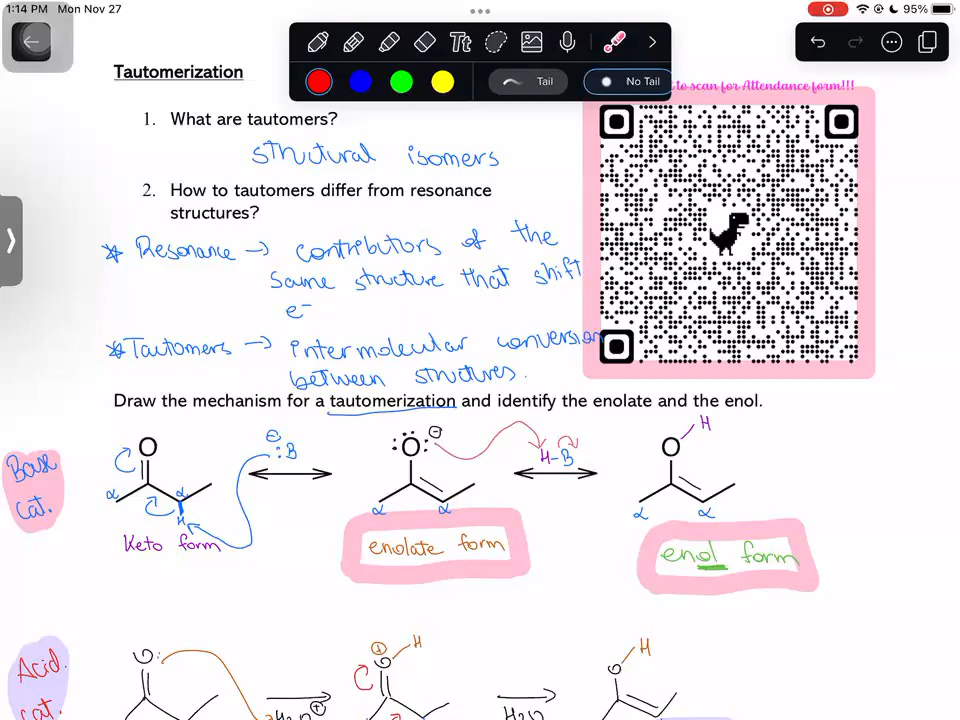 1:14 PM Mon Nov 27
95%
Tt
Tail
No Tail
Tautomerization
to scan for Attendance form!!!
1. What are tautomers?
structural isomers
2. How to tautomers differ from resonance
structures?
* Resonance → contributors of the
same structure that shift
e⁻
* Tautomers → intermolecular conversion
between structures.
Draw the mechanism for a tautomerization and identify the enolate and the enol.
Base
cat.
O
α
α
H
⊖
:B
Keto form
:O:
⊖
H-B
α
α
enolate form
O
H
α
α
enol form
Acid
cat.
O:
H₂O
⊕
⊕
O
H
H₂O
O
H